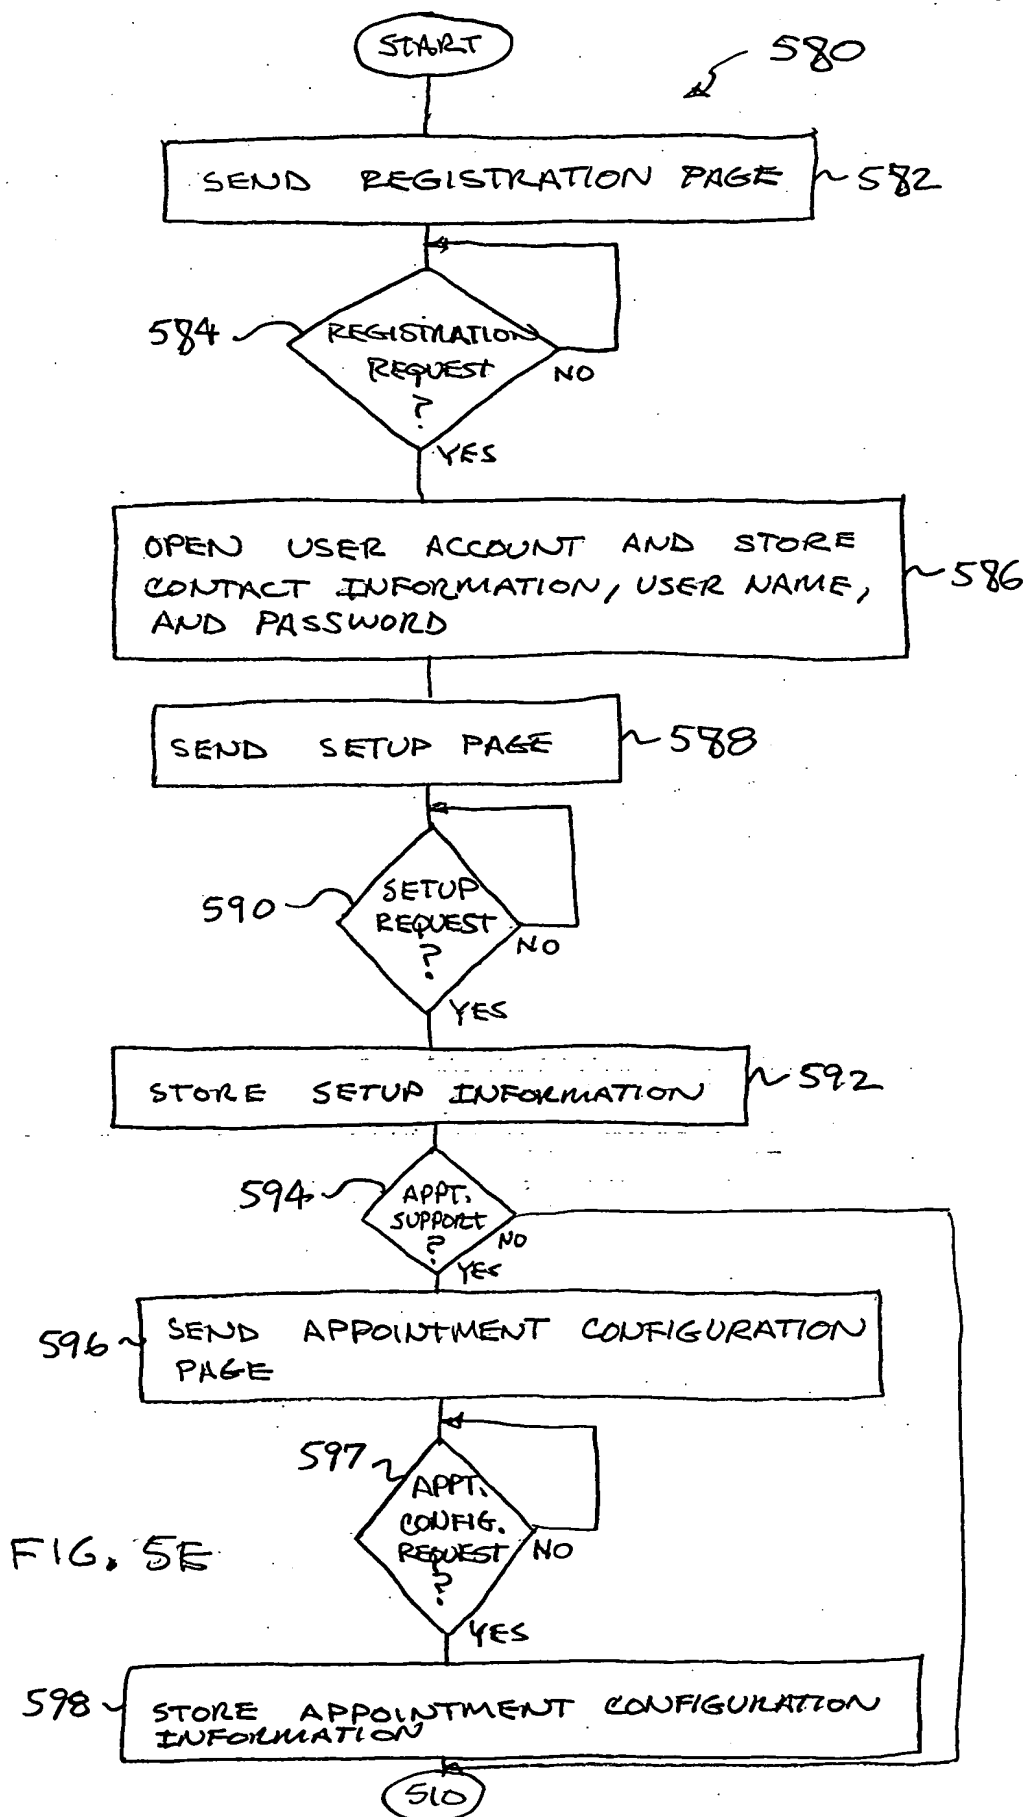 START
580
SEND REGISTRATION PAGE
582
584
REGISTRATION
REQUEST
?
NO
YES
OPEN USER ACCOUNT AND STORE
CONTACT INFORMATION, USER NAME,
AND PASSWORD
586
SEND SETUP PAGE
588
590
SETUP
REQUEST
?
NO
YES
STORE SETUP INFORMATION
592
594
APPT.
SUPPORT
?
NO
YES
596
SEND APPOINTMENT CONFIGURATION
PAGE
597
APPT.
CONFIG.
REQUEST
?
NO
YES
FIG. 5E
598
STORE APPOINTMENT CONFIGURATION
INFORMATION
510